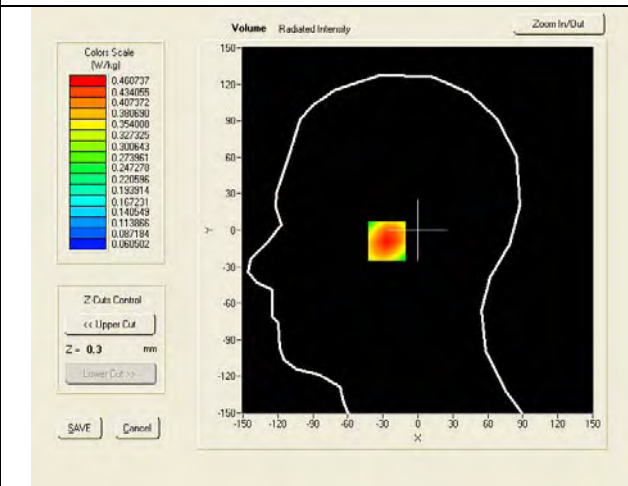 Volume Radiated Intensity
Zoom In/Out
Colors Scale
(W/kg)
0.460737
0.434055
0.407372
0.380690
0.354008
0.327325
0.300643
0.273961
0.247278
0.220596
0.193914
0.167231
0.140549
0.113866
0.087184
0.060502
Z-Cuts Control
<< Upper Cut
Z = 0.3 mm
Lower Cut >>
SAVE Cancel
150
120
90
60
30
0
-30
-60
-90
-120
-150
Y
-150 -120 -90 -60 -30 0 30 60 90 120 150
X